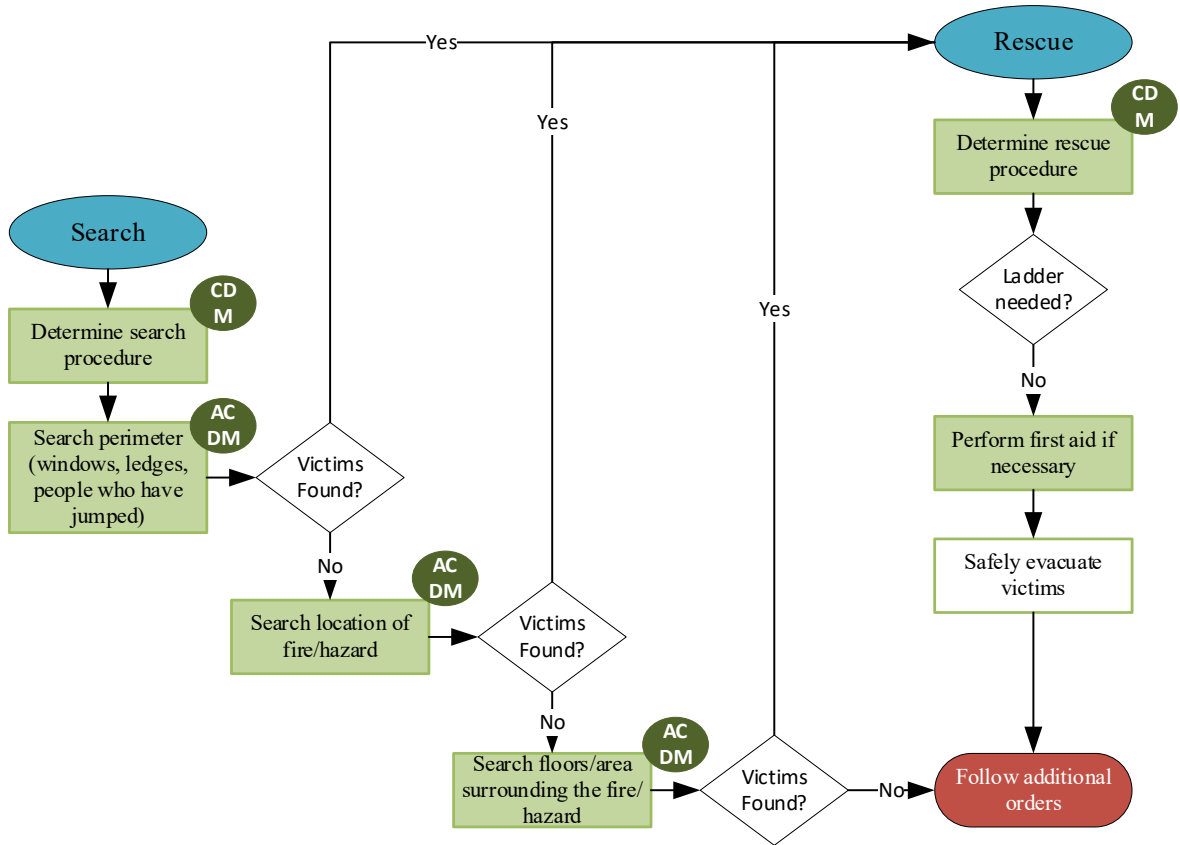 Yes
Rescue
CD
M
Yes
Determine rescue
procedure
Search
Ladder
needed?
CD
M
Yes
Determine search
procedure
No
AC
DM
Search perimeter
(windows, ledges,
people who have
jumped)
Victims
Found?
Perform first aid if
necessary
No
AC
DM
Safely evacuate
victims
Search location of
fire/hazard
Victims
Found?
No
AC
DM
Search floors/area
surrounding the fire/
hazard
Victims
Found?
No
Follow additional
orders